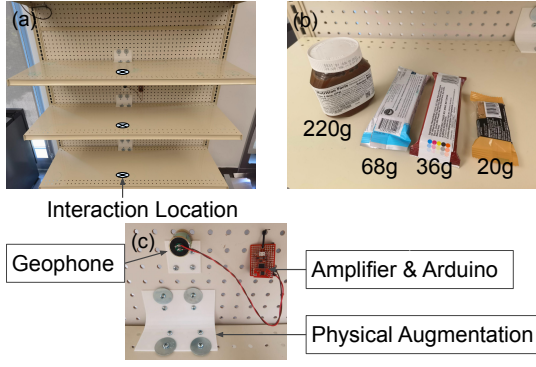 (a)
(b)
220g
68g
36g
20g
Interaction Location
(c)
Geophone
Amplifier & Arduino
Physical Augmentation